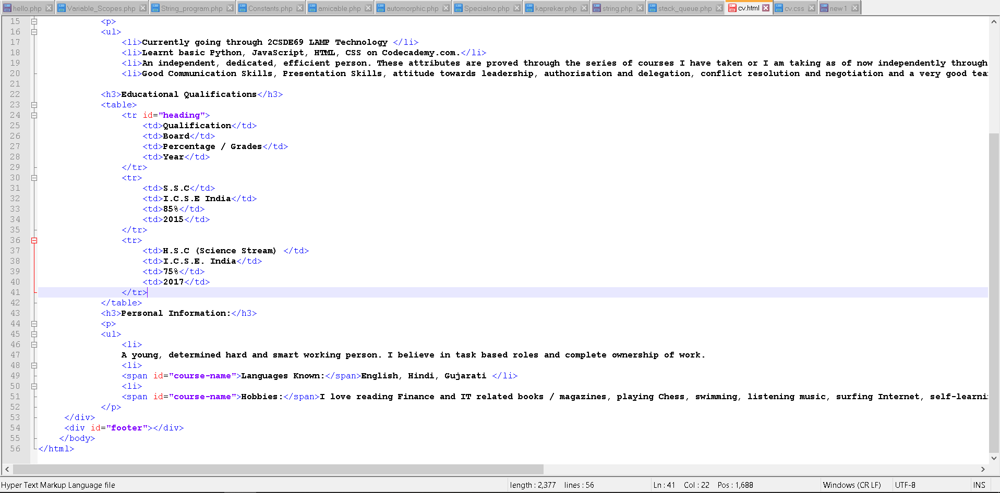 hello.php Variable_Scopes.php String_program.php Constants.php amicable.php automorphic.php Specialno.php kaprekar.php string.php stack_queue.php cv.html cv.css new 1
15 <p>
16 <ul>
17 <li>Currently going through 2CSDE69 LAMP Technology </li>
18 <li>Learnt basic Python, JavaScript, HTML, CSS on Codecademy.com.</li>
19 <li>An independent, dedicated, efficient person. These attributes are proved through the series of courses I have taken or I am taking as of now independently through
20 <li>Good Communication Skills, Presentation Skills, attitude towards leadership, authorisation and delegation, conflict resolution and negotiation and a very good
21
22 <h3>Educational Qualifications</h3>
23 <table>
24 <tr id="heading">
25 <td>Qualification</td>
26 <td>Board</td>
27 <td>Percentage / Grades</td>
28 <td>Year</td>
29 </tr>
30 <tr>
31 <td>S.S.C</td>
32 <td>I.C.S.E India</td>
33 <td>85%</td>
34 <td>2015</td>
35 </tr>
36 <tr>
37 <td>H.S.C (Science Stream) </td>
38 <td>I.C.S.E. India</td>
39 <td>75%</td>
40 <td>2017</td>
41 </tr>
42 </table>
43 <h3>Personal Information:</h3>
44 <p>
45 <ul>
46 <li>
47 A young, determined hard and smart working person. I believe in task based roles and complete ownership of work.
48 <li>
49 <span id="course-name">Languages Known:</span>English, Hindi, Gujarati </li>
50 <li>
51 <span id="course-name">Hobbies:</span>I love reading Finance and IT related books / magazines, playing Chess, swimming, listening music, surfing Internet,
52 </p>
53 </div>
54 <div id="footer"></div>
55 </body>
56 </html>
Hyper Text Markup Language file length : 2,377 lines : 56 Ln : 41 Col : 22 Pos : 1,688 Windows (CR LF) UTF-8 INS